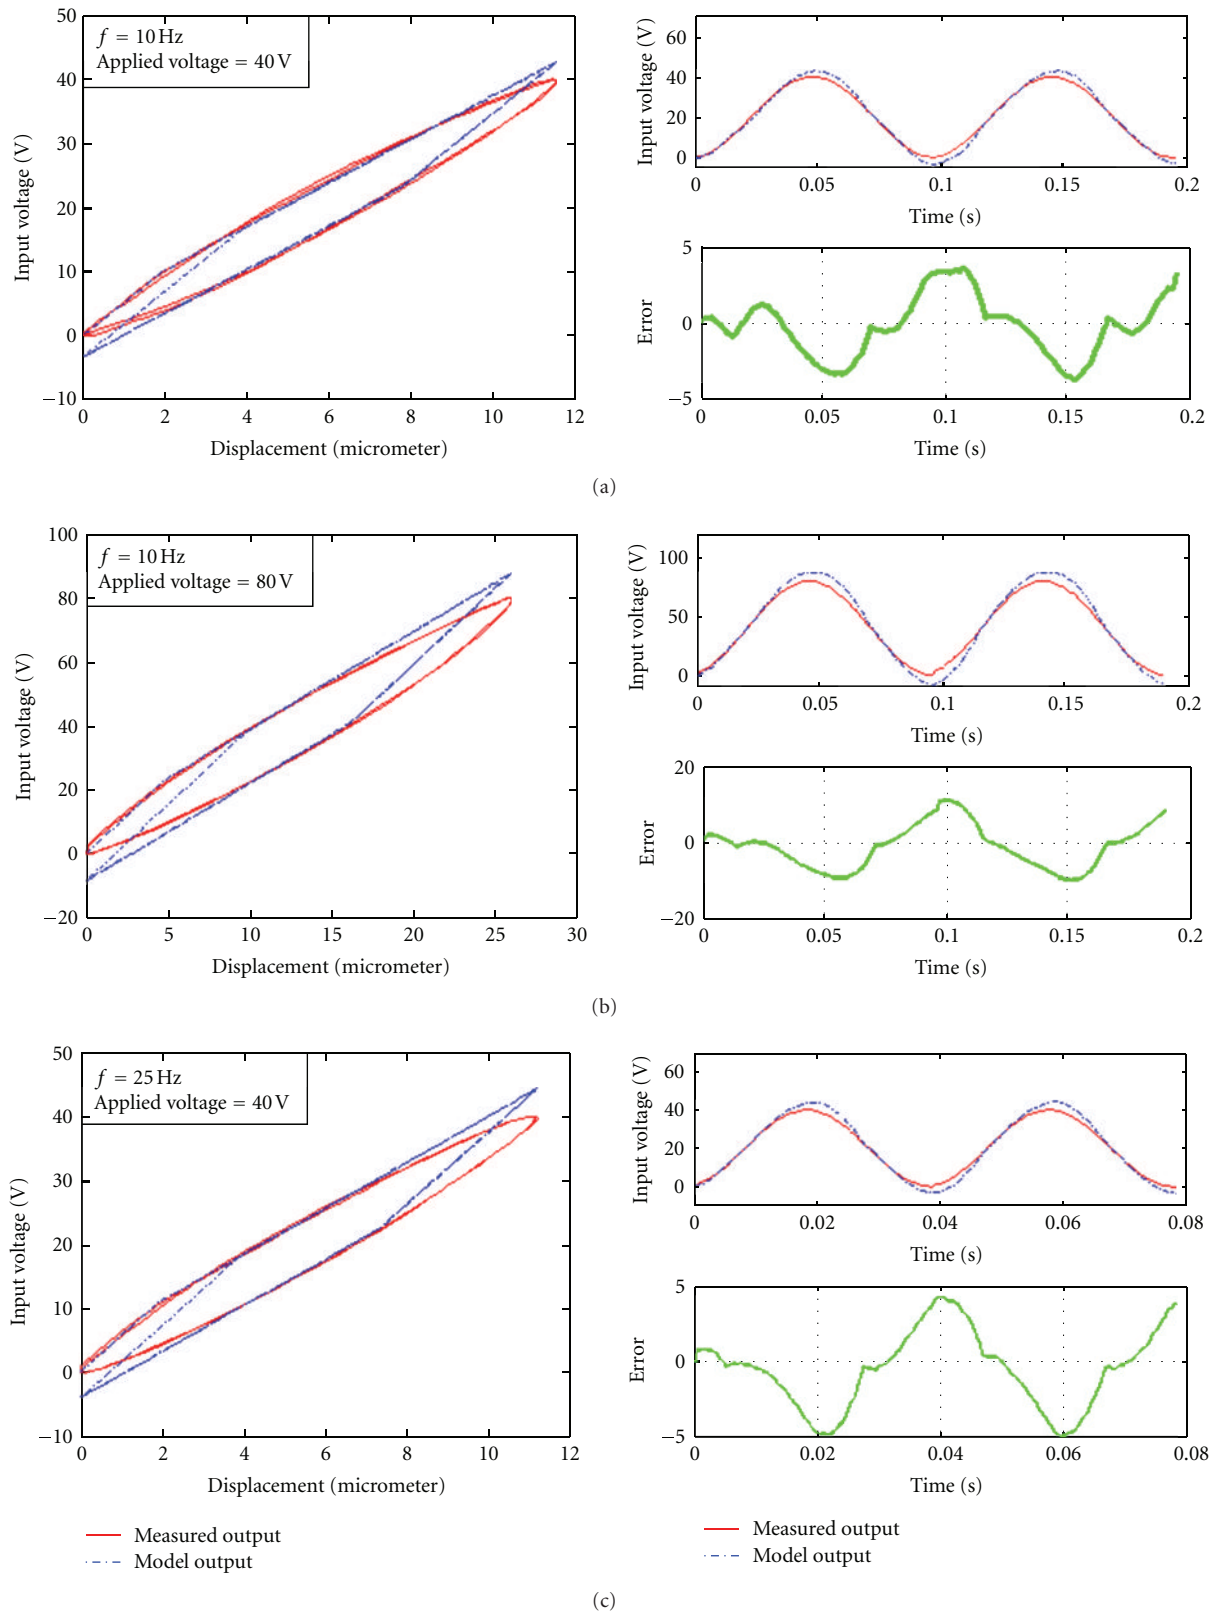 50
40
30
20
10
0
−10
Input voltage (V)
f = 10 Hz
Applied voltage = 40 V
0 2 4 6 8 10 12
Displacement (micrometer)
60
40
20
0
Input voltage (V)
0 0.05 0.1 0.15 0.2
Time (s)
5
0
−5
Error
0 0.05 0.1 0.15 0.2
Time (s)
(a)
100
80
60
40
20
0
−20
Input voltage (V)
f = 10 Hz
Applied voltage = 80 V
0 5 10 15 20 25 30
Displacement (micrometer)
100
50
0
Input voltage (V)
0 0.05 0.1 0.15 0.2
Time (s)
20
0
−20
Error
0 0.05 0.1 0.15 0.2
Time (s)
(b)
50
40
30
20
10
0
−10
Input voltage (V)
f = 25 Hz
Applied voltage = 40 V
0 2 4 6 8 10 12
Displacement (micrometer)
Measured output
Model output
60
40
20
0
Input voltage (V)
0 0.02 0.04 0.06 0.08
Time (s)
5
0
−5
Error
0 0.02 0.04 0.06 0.08
Time (s)
Measured output
Model output
(c)